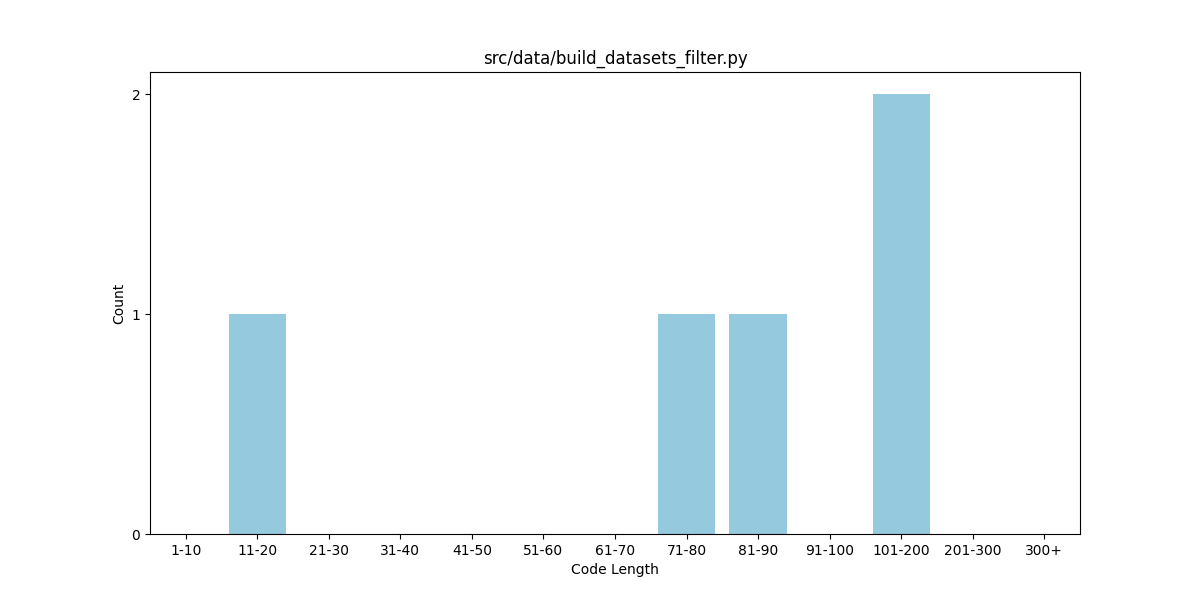 src/data/build_datasets_filter.py
2
1
0
Count
1-10 11-20 21-30 31-40 41-50 51-60 61-70 71-80 81-90 91-100 101-200 201-300 300+
Code Length